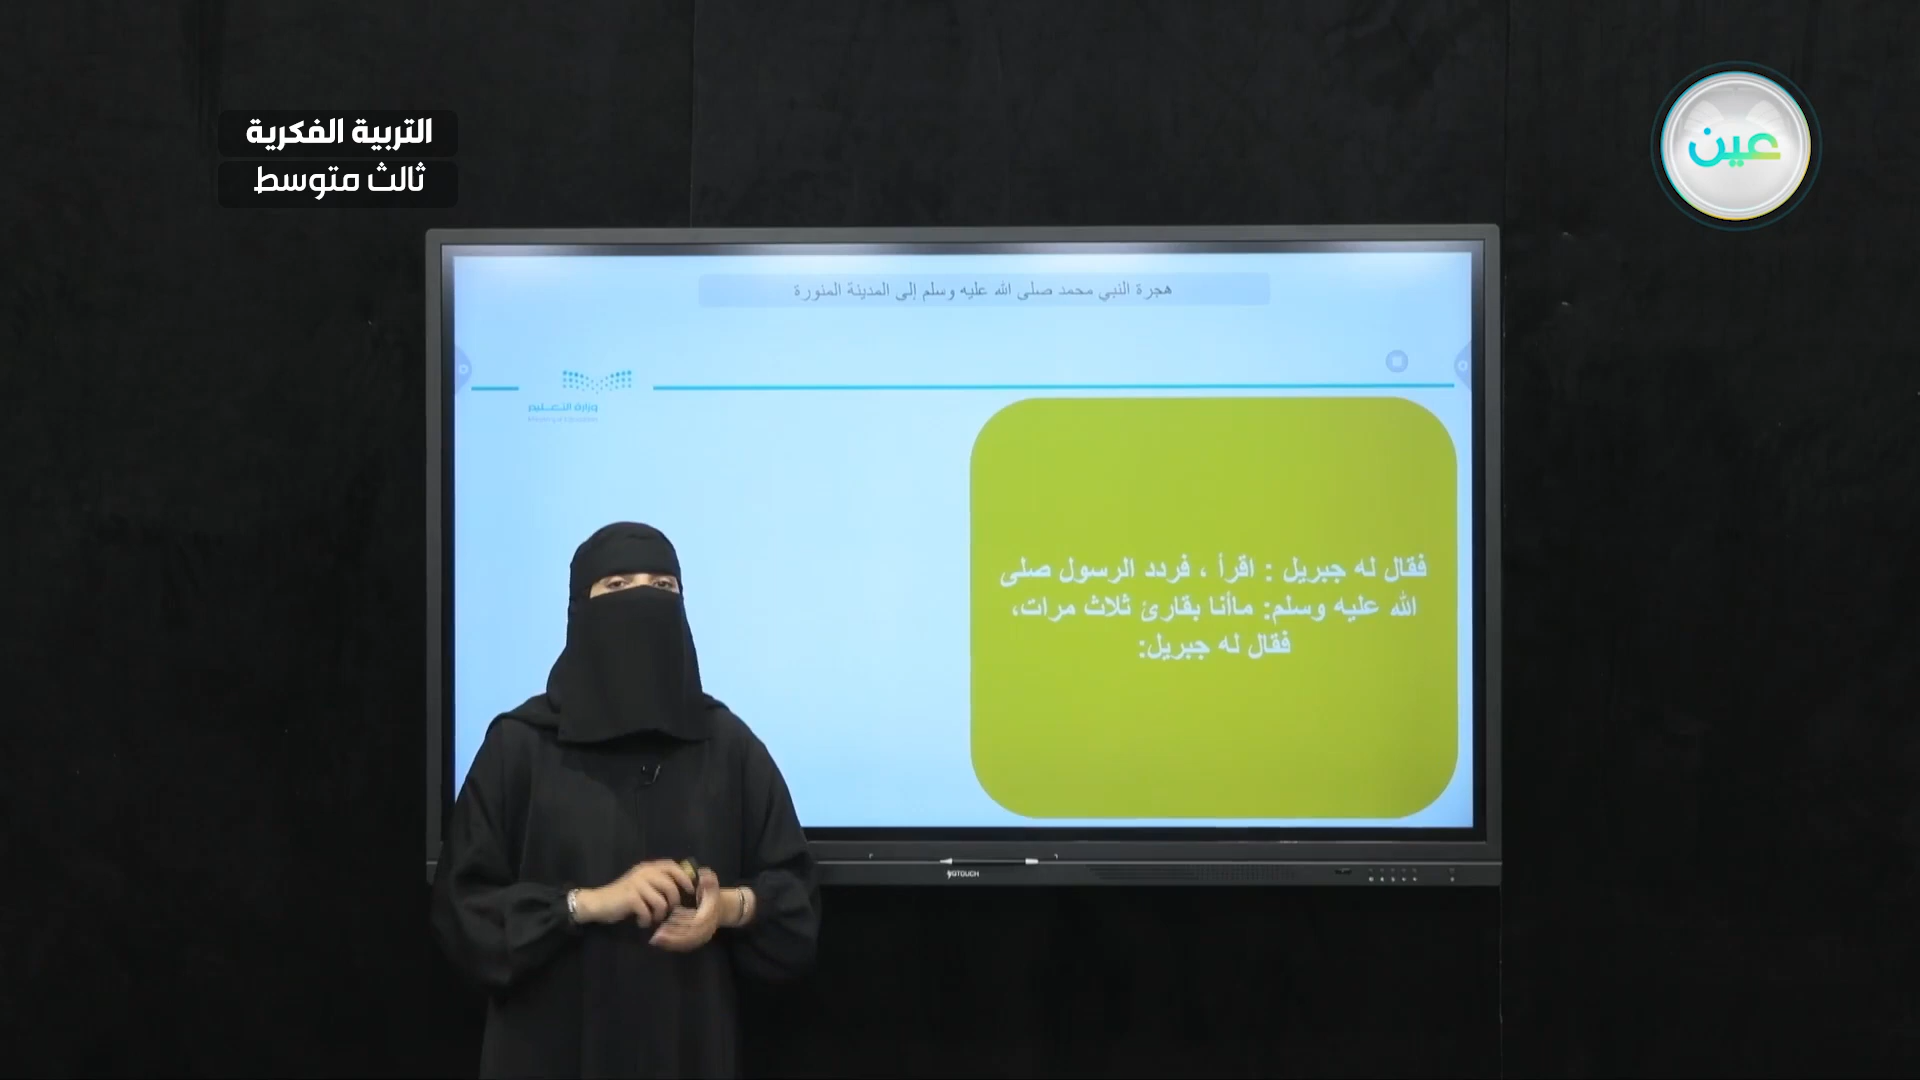 التربية الفكرية
ثالث متوسط
عين
هجرة النبي محمد صلى الله عليه وسلم إلى المدينة المنورة
وزارة التعليم
فقال له جبريل : اقرأ ، فردد الرسول صلى
الله عليه وسلم: ماأنا بقارئ ثلاث مرات،
فقال له جبريل: